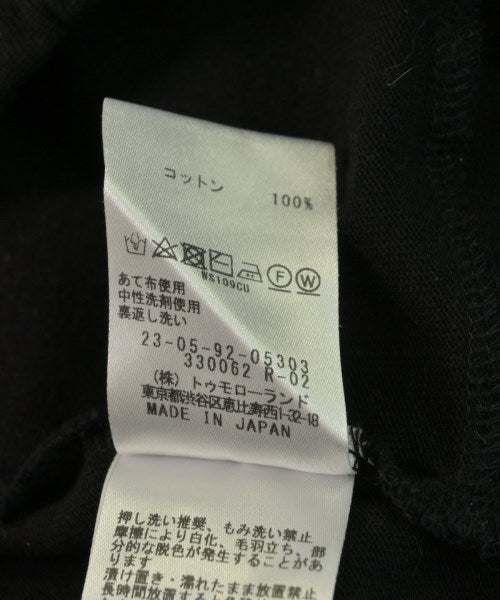 コットン 100%
F W
WS109CU
あて布使用
中性洗剤使用
裏返し洗い
23-05-92-05303
330062 R-02
(株)トゥモローランド
東京都渋谷区恵比寿西1-32-18
MADE IN JAPAN
押し洗い推奨、もみ洗い禁止
摩擦により白化、毛羽立ち、部
分的な脱色が発生することがあ
ります
漬け置き・濡れたまま放置禁止